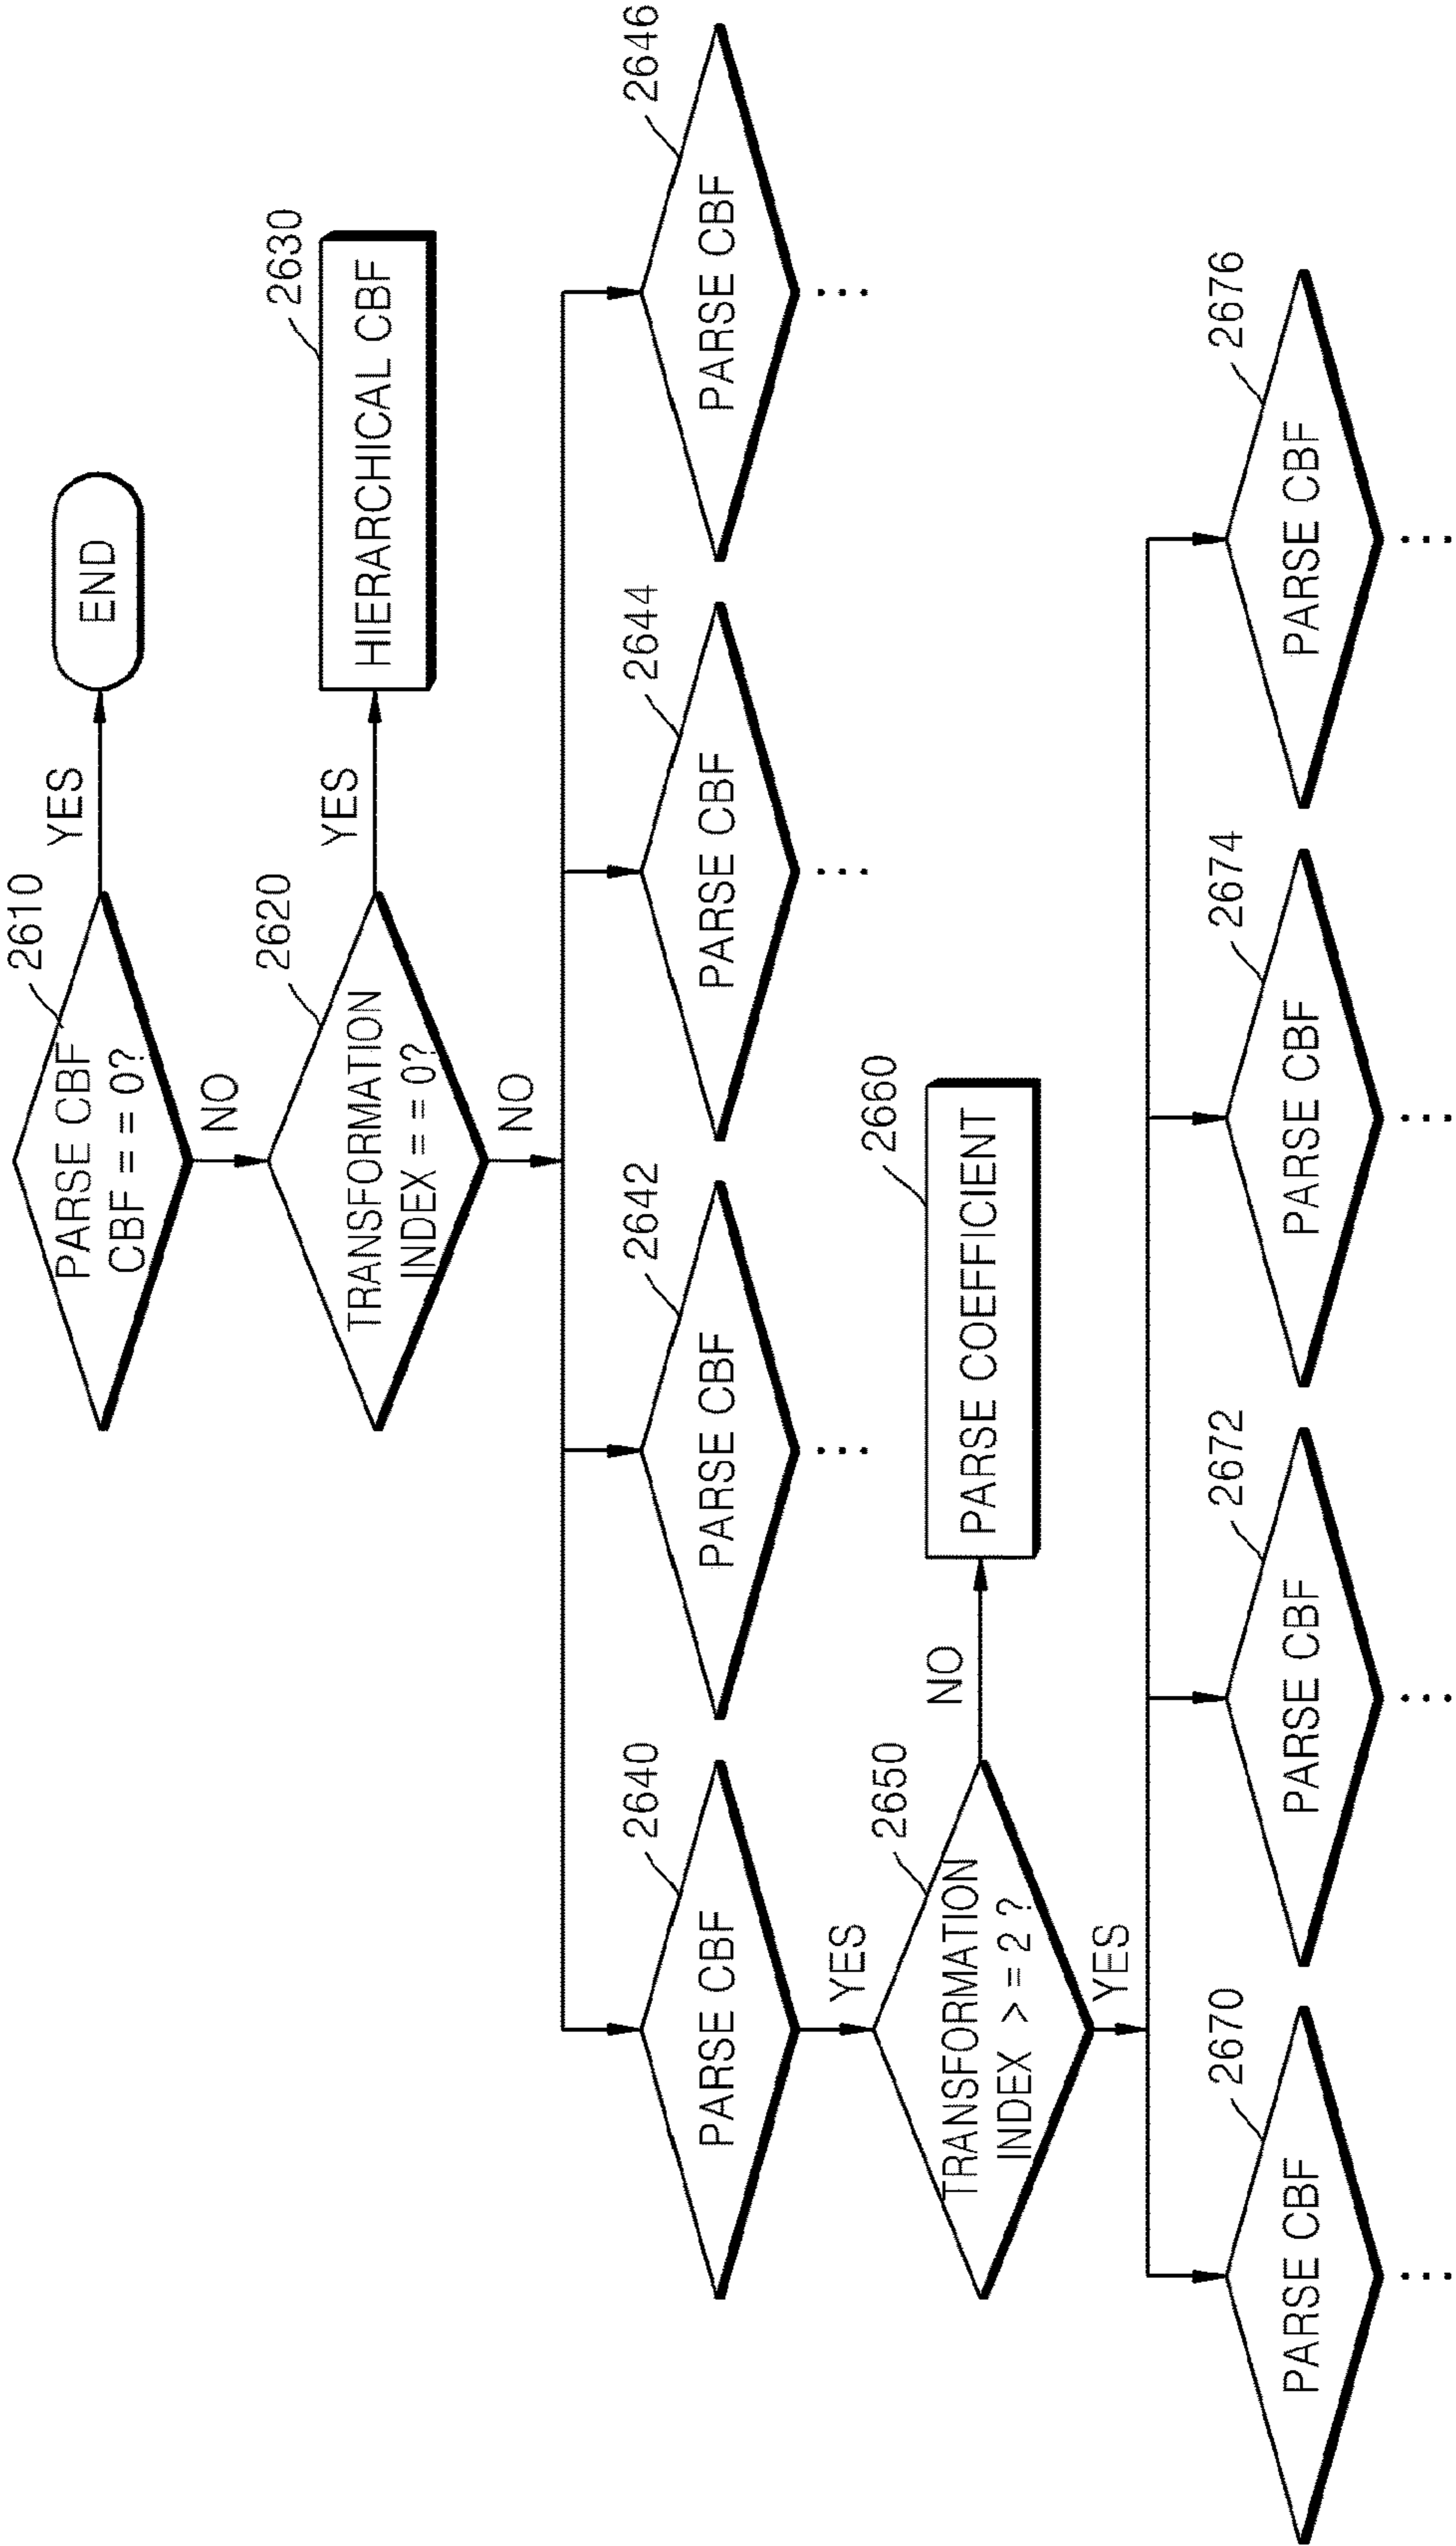 2610
PARSE CBF
CBF = = 0?
YES
END
NO
2620
TRANSFORMATION
INDEX = = 0?
YES
2630
HIERARCHICAL CBF
NO
2640
PARSE CBF
2642
PARSE CBF
...
2644
PARSE CBF
...
2646
PARSE CBF
...
YES
2650
TRANSFORMATION
INDEX > = 2 ?
NO
2660
PARSE COEFFICIENT
YES
2670
PARSE CBF
...
2672
PARSE CBF
...
2674
PARSE CBF
...
2676
PARSE CBF
...